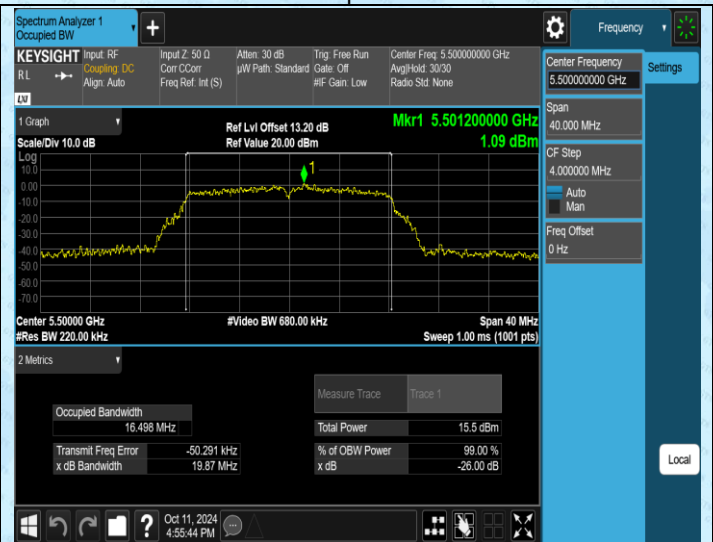 Spectrum Analyzer 1
Occupied BW
+
Frequency
KEYSIGHT
RL
LXI
Input: RF
Coupling: DC
Align: Auto
Input Z: 50 Ω
Corr CCorr
Freq Ref: Int (S)
Atten: 30 dB
µW Path: Standard
Trig: Free Run
Gate: Off
#IF Gain: Low
Center Freq: 5.500000000 GHz
Avg|Hold: 30/30
Radio Std: None
Center Frequency
5.500000000 GHz
Settings
Span
40.000 MHz
CF Step
4.000000 MHz
Auto
Man
Freq Offset
0 Hz
Local
1 Graph
Scale/Div 10.0 dB
Ref Lvl Offset 13.20 dB
Ref Value 20.00 dBm
Mkr1 5.501200000 GHz
1.09 dBm
Log
10.0
0.00
-10.0
-20.0
-30.0
-40.0
-50.0
-60.0
-70.0
1
Center 5.50000 GHz
#Res BW 220.00 kHz
#Video BW 680.00 kHz
Span 40 MHz
Sweep 1.00 ms (1001 pts)
2 Metrics
Measure Trace Trace 1
Occupied Bandwidth
16.498 MHz
Total Power 15.5 dBm
Transmit Freq Error -50.291 kHz
% of OBW Power 99.00 %
x dB Bandwidth 19.87 MHz
x dB -26.00 dB
?
Oct 11, 2024
4:55:44 PM